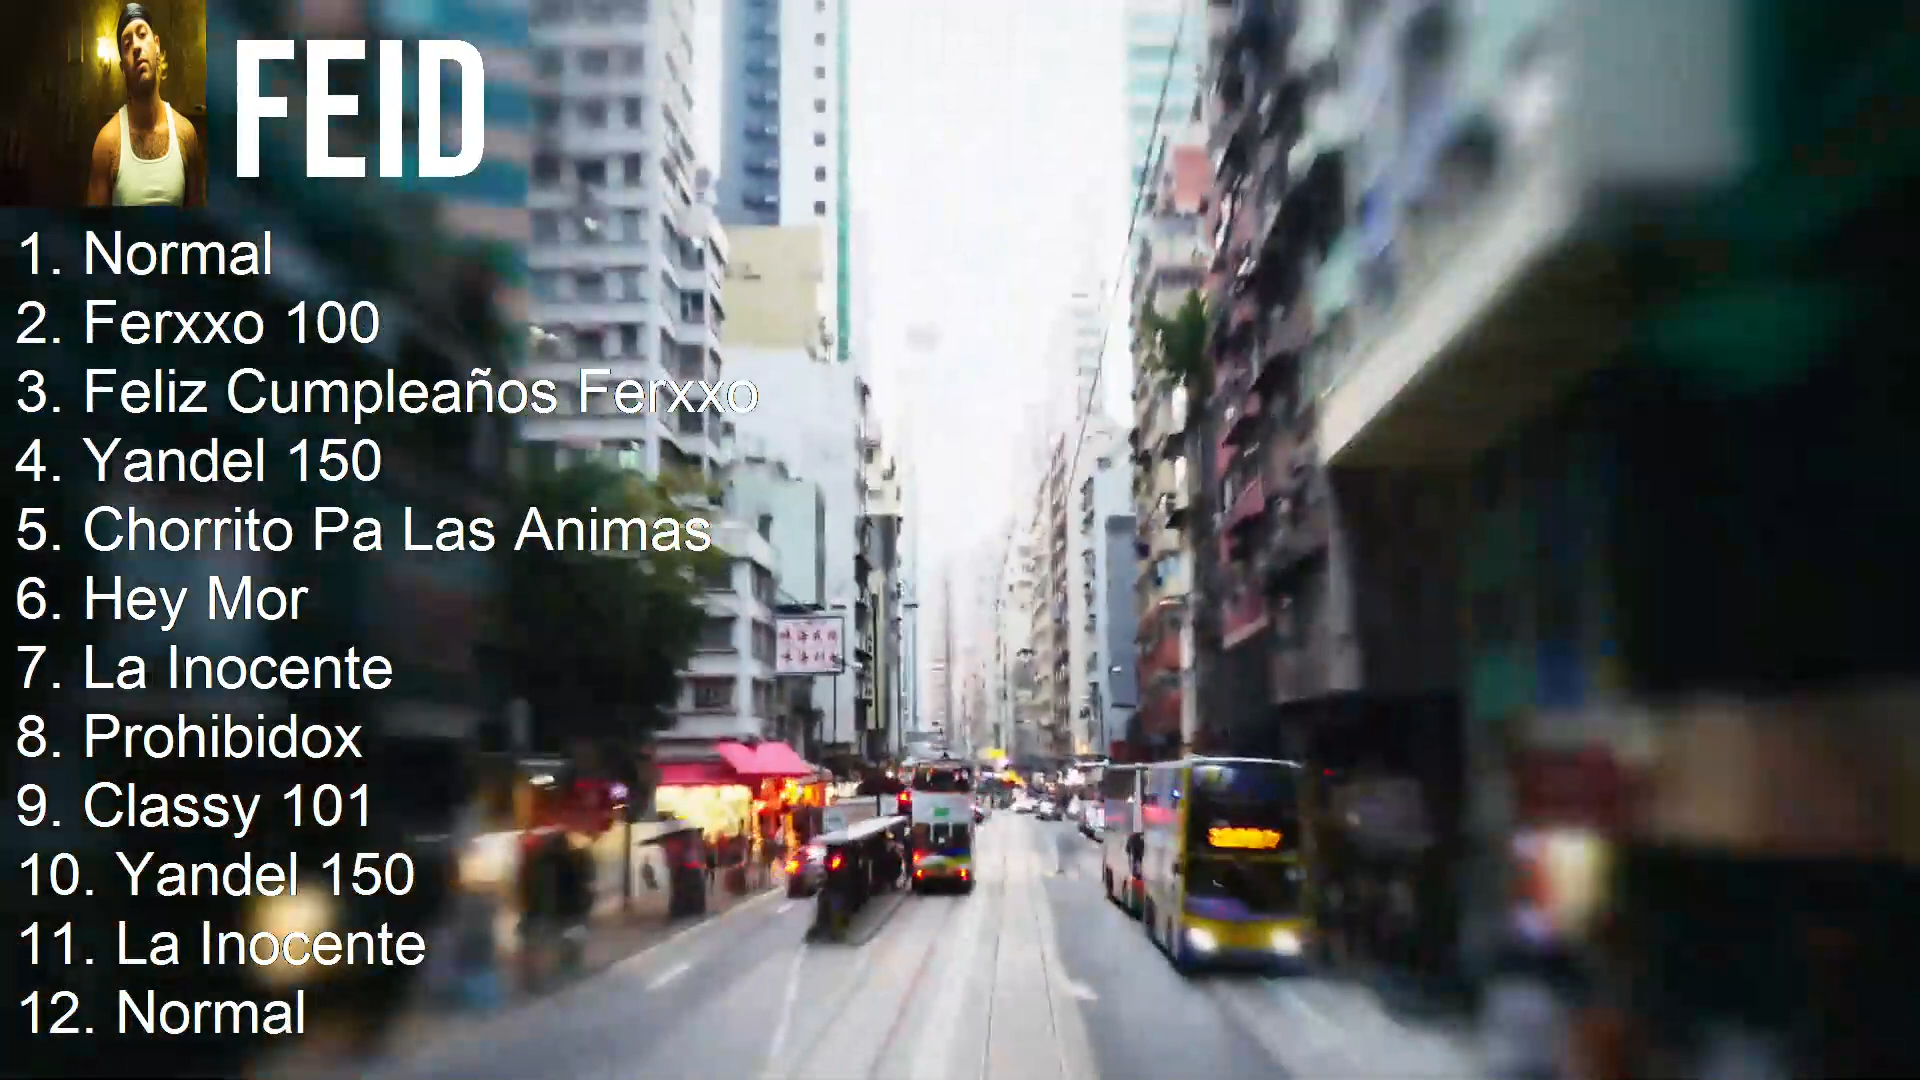 FEID
1. Normal
2. Ferxxo 100
3. Feliz Cumpleaños Ferxxo
4. Yandel 150
5. Chorrito Pa Las Animas
6. Hey Mor
7. La Inocente
8. Prohibidox
9. Classy 101
10. Yandel 150
11. La Inocente
12. Normal